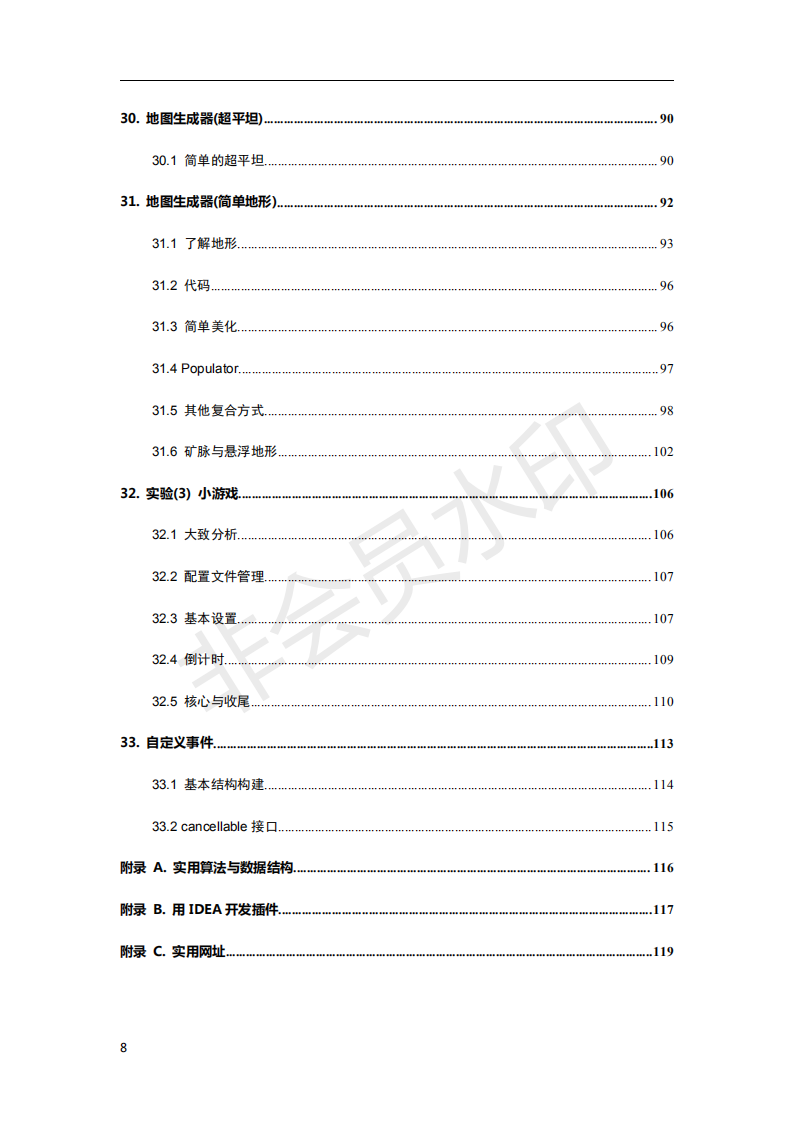 30. 地图生成器(超平坦)........................ 90
30.1 简单的超平坦........................ 90
31. 地图生成器(简单地形)........................ 92
31.1 了解地形........................ 93
31.2 代码........................ 96
31.3 简单美化........................ 96
31.4 Populator........................ 97
31.5 其他复合方式........................ 98
31.6 矿脉与悬浮地形........................ 102
32. 实验(3) 小游戏........................ 106
32.1 大致分析........................ 106
32.2 配置文件管理........................ 107
32.3 基本设置........................ 107
32.4 倒计时........................ 109
32.5 核心与收尾........................ 110
33. 自定义事件........................ 113
33.1 基本结构构建........................ 114
33.2 cancellable 接口........................ 115
附录 A. 实用算法与数据结构........................ 116
附录 B. 用 IDEA 开发插件........................ 117
附录 C. 实用网址........................ 119
非会员水印
8